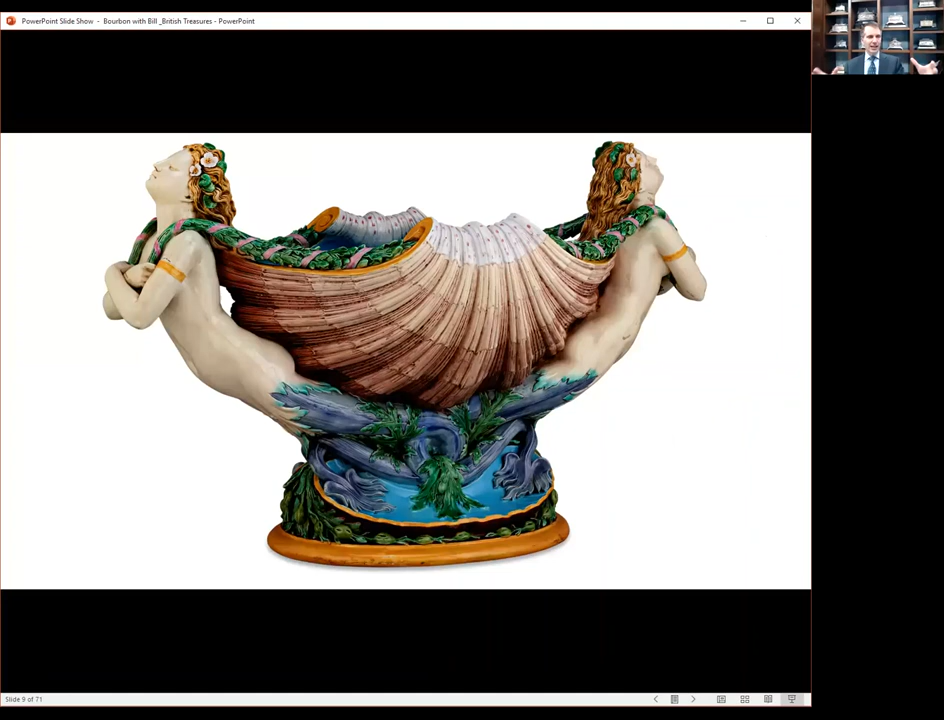 PowerPoint Slide Show - Bourbon with Bill _British Treasures - PowerPoint
Slide 9 of 71